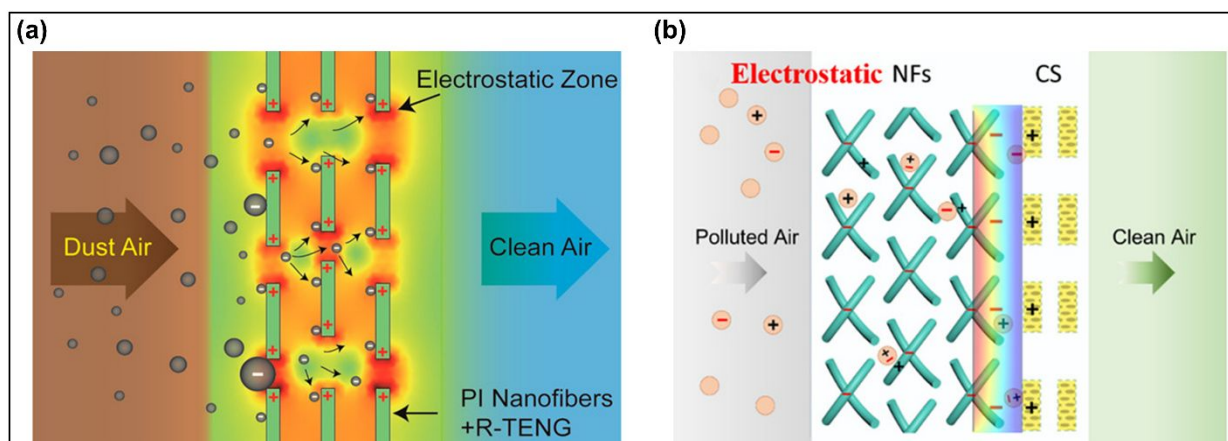 (a)
Electrostatic Zone
Dust Air
Clean Air
PI Nanofibers
+R-TENG
(b)
Electrostatic NFs
CS
Polluted Air
Clean Air